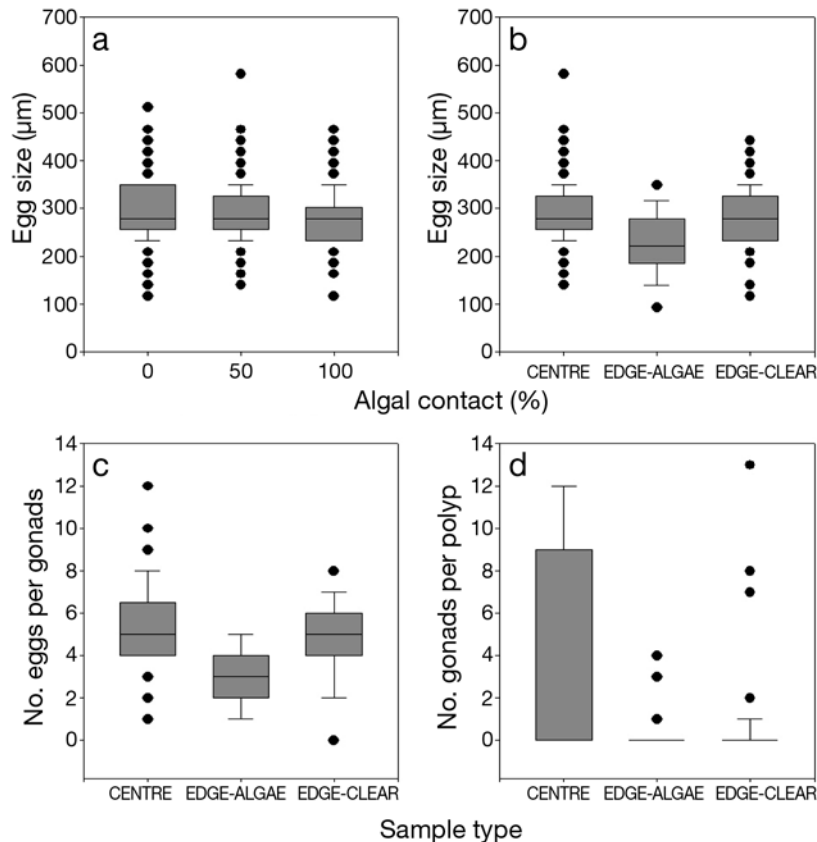 a
Egg size (µm)
700
600
500
400
300
200
100
0
0 50 100
b
Egg size (µm)
700
600
500
400
300
200
100
0
CENTRE EDGE-ALGAE EDGE-CLEAR
Algal contact (%)
c
No. eggs per gonads
14
12
10
8
6
4
2
0
CENTRE EDGE-ALGAE EDGE-CLEAR
d
No. gonads per polyp
14
12
10
8
6
4
2
0
CENTRE EDGE-ALGAE EDGE-CLEAR
Sample type